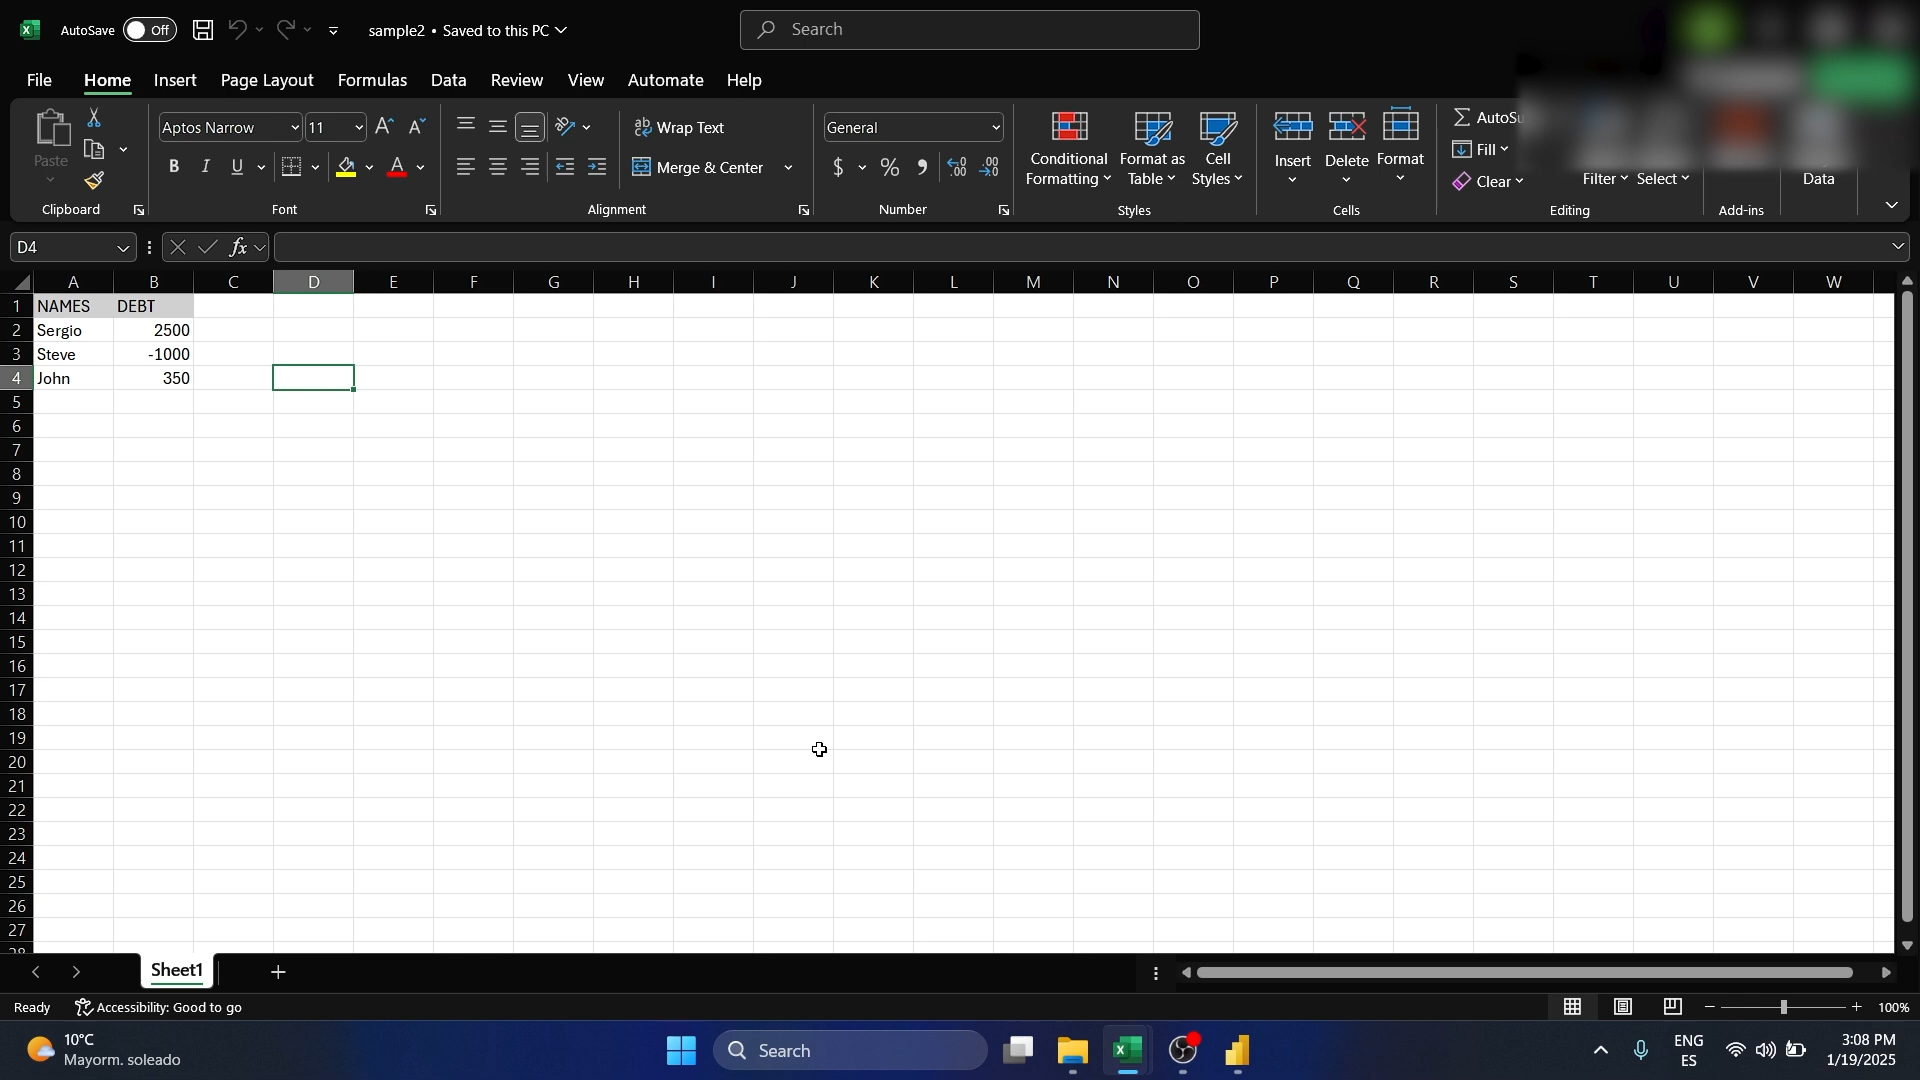 AutoSave Off sample2 • Saved to this PC Search
File Home Insert Page Layout Formulas Data Review View Automate Help
Aptos Narrow 11 Wrap Text General
Paste B I U Merge & Center $ % Conditional Formatting Format as Table Cell Styles Insert Delete Format
Fill
Clear Filter Select Data
Clipboard Font Alignment Number Styles Cells Editing Add-ins
D4 fx
A B C D E F G H I J K L M N O P Q R S T U V W
1 NAMES DEBT
2 Sergio 2500
3 Steve -1000
4 John 350
5
6
7
8
9
10
11
12
13
14
15
16
17
18
19
20
21
22
23
24
25
26
27
28
Sheet1
Ready Accessibility: Good to go 100%
10°C
Mayorm. soleado
Search
ENG
ES
3:08 PM
1/19/2025